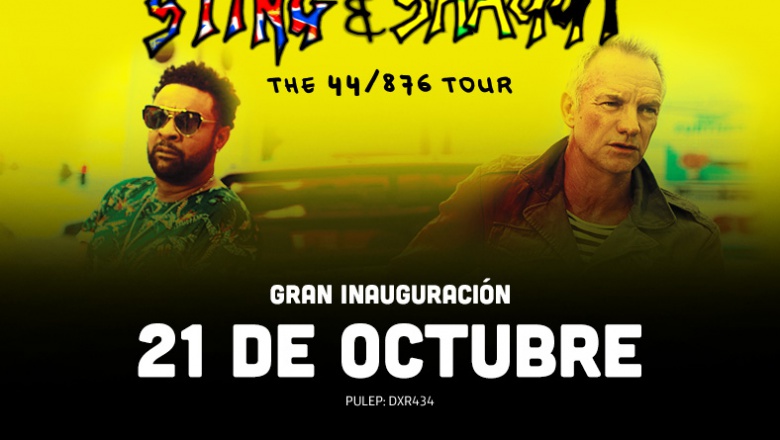 STING & SHAGGY
THE 44/876 TOUR
GRAN INAUGURACIÓN
21 DE OCTUBRE
PULEP: DXR434